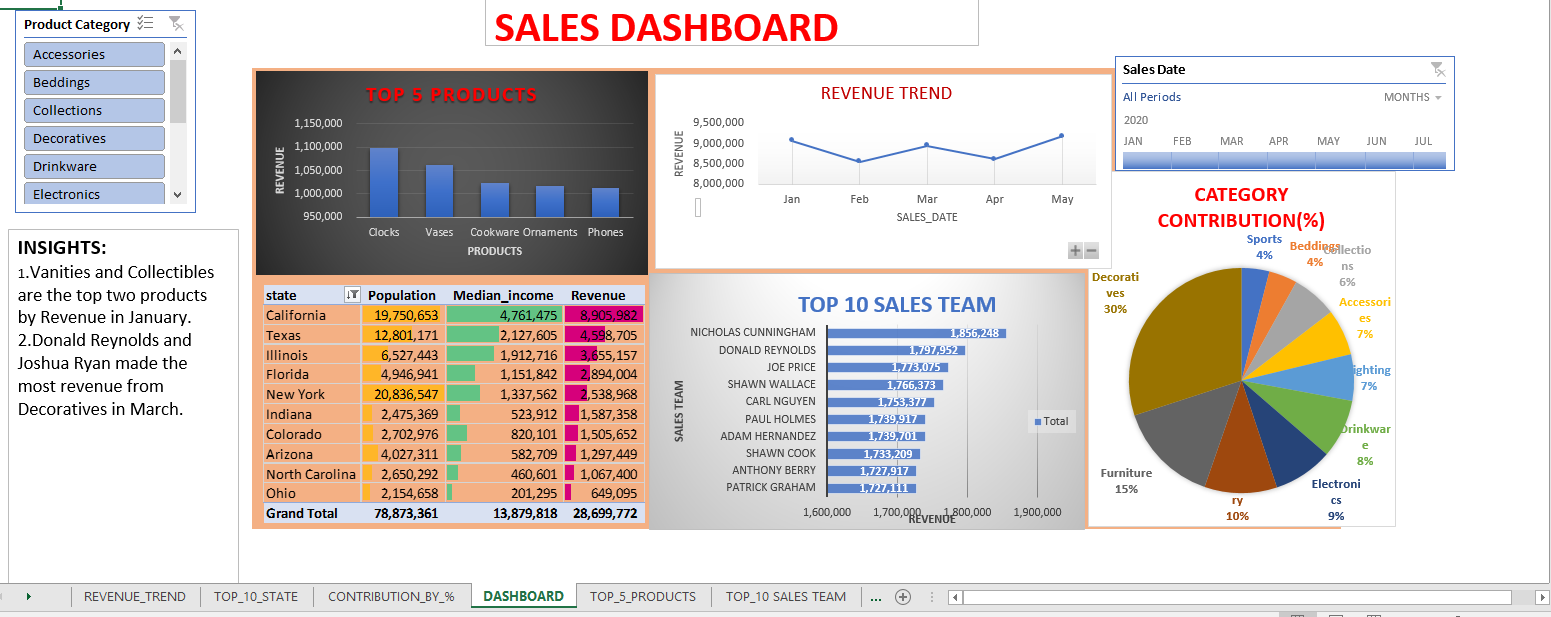 SALES DASHBOARD
Product Category
Accessories
Beddings
Collections
Decoratives
Drinkware
Electronics
INSIGHTS:
1.Vanities and Collectibles
are the top two products
by Revenue in January.
2.Donald Reynolds and
Joshua Ryan made the
most revenue from
Decoratives in March.
TOP 5 PRODUCTS
REVENUE
1,150,000
1,100,000
1,050,000
1,000,000
950,000
Clocks Vases Cookware Ornaments Phones
PRODUCTS
REVENUE TREND
REVENUE
9,500,000
9,000,000
8,500,000
8,000,000
Jan Feb Mar Apr May
SALES_DATE
Sales Date
All Periods MONTHS
2020
JAN FEB MAR APR MAY JUN JUL
state Population Median_income Revenue
California 19,750,653 4,761,475 8,905,982
Texas 12,801,171 2,127,605 4,598,705
Illinois 6,527,443 1,912,716 3,655,157
Florida 4,946,941 1,151,842 2,894,004
New York 20,836,547 1,337,562 2,538,968
Indiana 2,475,369 523,912 1,587,358
Colorado 2,702,976 820,101 1,505,652
Arizona 4,027,311 582,709 1,297,449
North Carolina 2,650,292 460,601 1,067,400
Ohio 2,154,658 201,295 649,095
Grand Total 78,873,361 13,879,818 28,699,772
TOP 10 SALES TEAM
SALES TEAM
NICHOLAS CUNNINGHAM 1,856,248
DONALD REYNOLDS 1,797,952
JOE PRICE 1,773,075
SHAWN WALLACE 1,766,373
CARL NGUYEN 1,753,377
PAUL HOLMES 1,739,917
ADAM HERNANDEZ 1,739,701
SHAWN COOK 1,733,209
ANTHONY BERRY 1,727,917
PATRICK GRAHAM 1,727,111
1,600,000 1,700,000 1,800,000 1,900,000
REVENUE
Total
CATEGORY
CONTRIBUTION(%)
Sports
4%
Beddings
4%
Collectio
ns
6%
Accessori
es
7%
ighting
7%
Drinkwar
e
8%
Electroni
cs
9%
ry
10%
Furniture
15%
Decorati
ves
30%
REVENUE_TREND TOP_10_STATE CONTRIBUTION_BY_% DASHBOARD TOP_5_PRODUCTS TOP_10 SALES TEAM ...